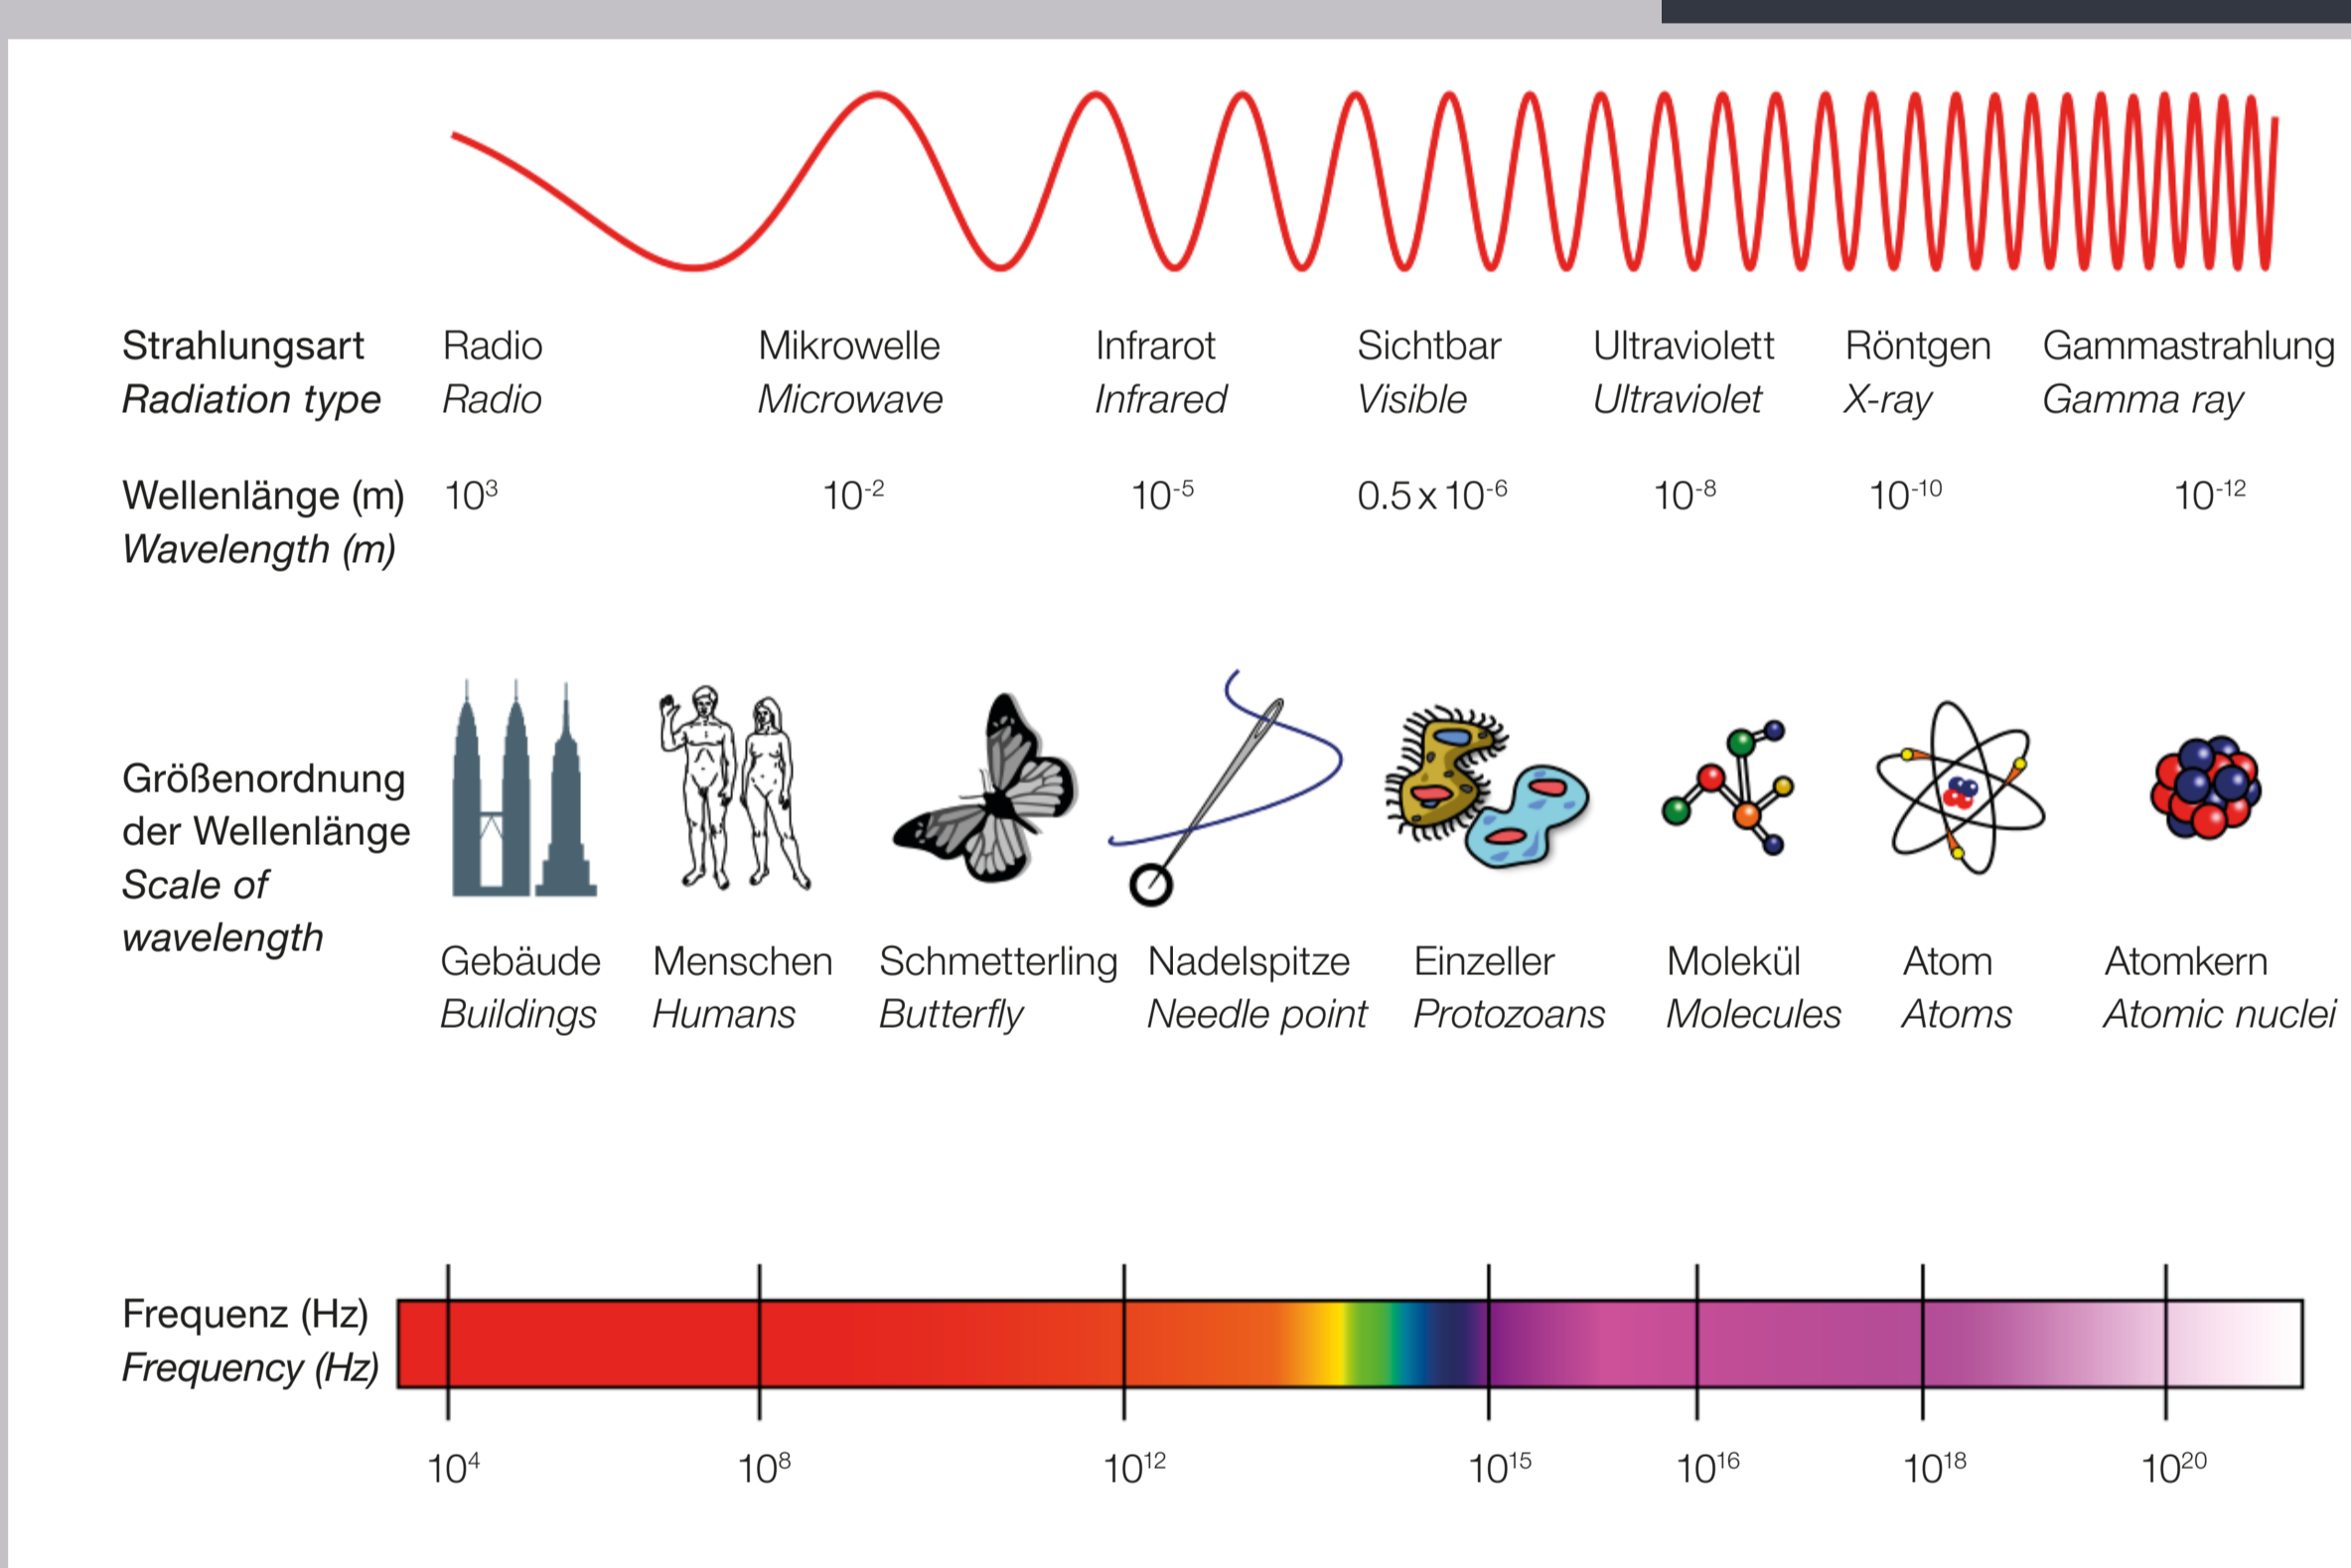 Strahlungsart Radio Mikrowelle Infrarot Sichtbar Ultraviolett Röntgen Gammastrahlung
Radiation type Radio Microwave Infrared Visible Ultraviolet X-ray Gamma ray
Wellenlänge (m) 10³ 10⁻² 10⁻⁵ 0.5 x 10⁻⁶ 10⁻⁸ 10⁻¹⁰ 10⁻¹²
Wavelength (m)
Größenordnung
der Wellenlänge
Scale of
wavelength
Gebäude Menschen Schmetterling Nadelspitze Einzeller Molekül Atom Atomkern
Buildings Humans Butterfly Needle point Protozoans Molecules Atoms Atomic nuclei
Frequenz (Hz)
Frequency (Hz)
10⁴ 10⁸ 10¹² 10¹⁵ 10¹⁶ 10¹⁸ 10²⁰